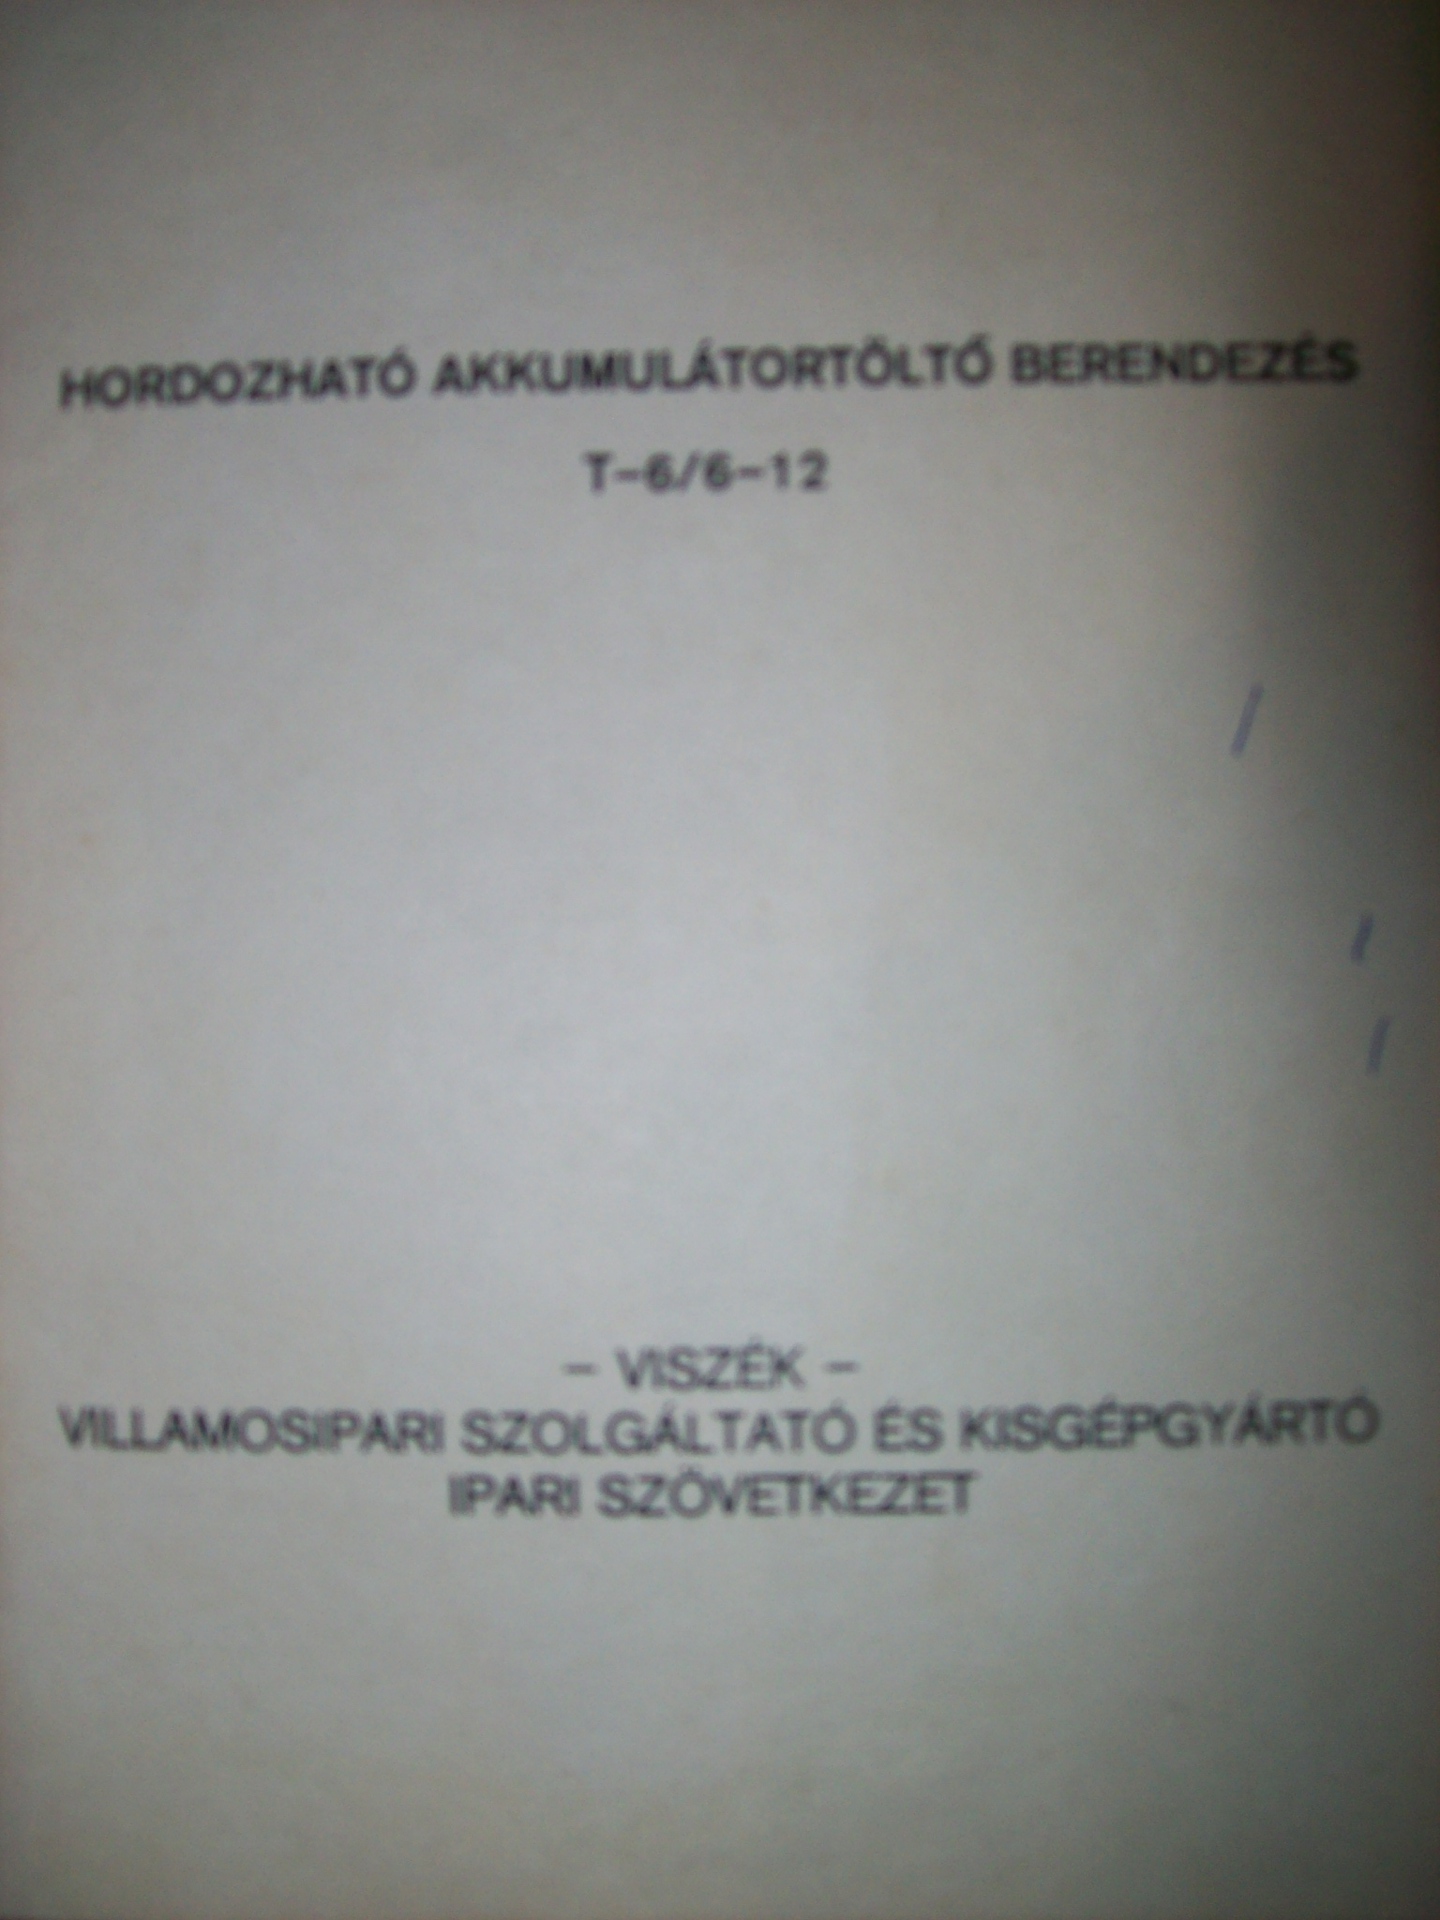 HORDOZHATÓ AKKUMULÁTORTÖLTŐ BERENDEZÉS
T-6/6-12
- VISZÉK -
VILLAMOSIPARI SZOLGÁLTATÓ ÉS KISGÉPGYÁRTÓ
IPARI SZÖVETKEZET